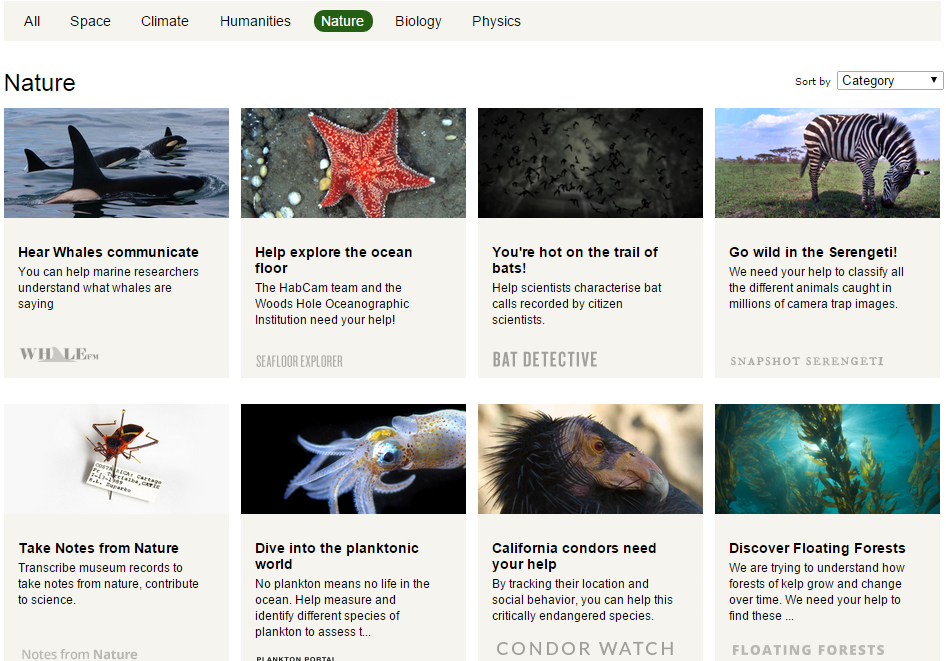 All Space Climate Humanities Nature Biology Physics
Nature
Sort by Category
Hear Whales communicate
You can help marine researchers
understand what whales are
saying
WHALE.FM
Help explore the ocean
floor
The HabCam team and the
Woods Hole Oceanographic
Institution need your help!
SEAFLOOR EXPLORER
You're hot on the trail of
bats!
Help scientists characterise bat
calls recorded by citizen
scientists.
BAT DETECTIVE
Go wild in the Serengeti!
We need your help to classify all
the different animals caught in
millions of camera trap images.
SNAPSHOT SERENGETI
COSTA RICA: Cartago
Turrialba, CATIE
Take Notes from Nature
Transcribe museum records to
take notes from nature, contribute
to science.
Notes from Nature
Dive into the planktonic
world
No plankton means no life in the
ocean. Help measure and
identify different species of
plankton to assess t...
PLANKTON PORTAL
California condors need
your help
By tracking their location and
social behavior, you can help this
critically endangered species.
CONDOR WATCH
Discover Floating Forests
We are trying to understand how
forests of kelp grow and change
over time. We need your help to
find these ...
FLOATING FORESTS